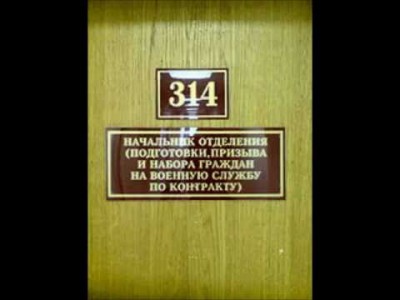 314
НАЧАЛЬНИК ОТДЕЛЕНИЯ
(ПОДГОТОВКИ, ПРИЗЫВА
И НАБОРА ГРАЖДАН
НА ВОЕННУЮ СЛУЖБУ
ПО КОНТРАКТУ)